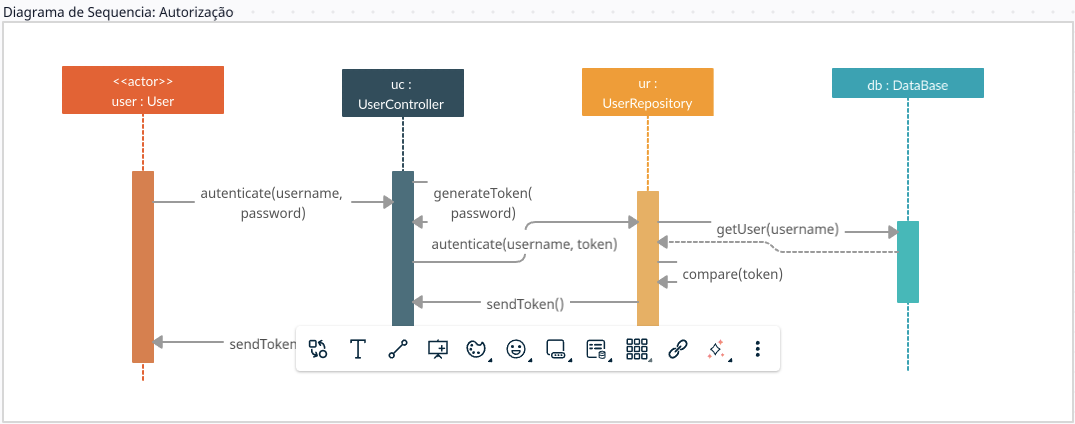 Diagrama de Sequencia: Autorização
<<actor>>
user : User
uc :
UserController
ur :
UserRepository
db : DataBase
autenticate(username,
password)
generateToken(
password)
autenticate(username, token)
getUser(username)
compare(token)
sendToken()
sendToken